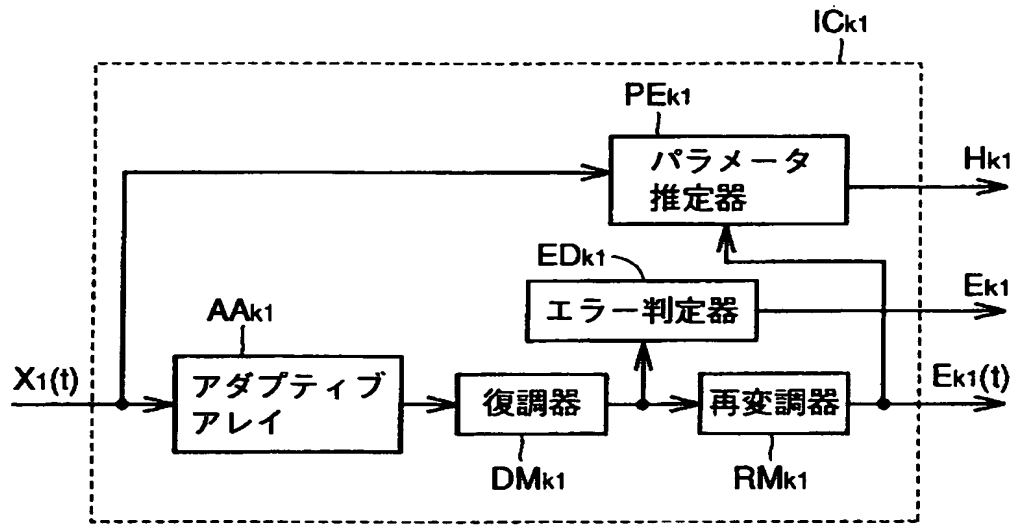 ICk1
PEk1
パラメータ
推定器
Hk1
EDk1
エラー判定器
Ek1
AAk1
X1(t)
アダプティブ
アレイ
復調器
再変調器
Ek1(t)
DMk1
RMk1